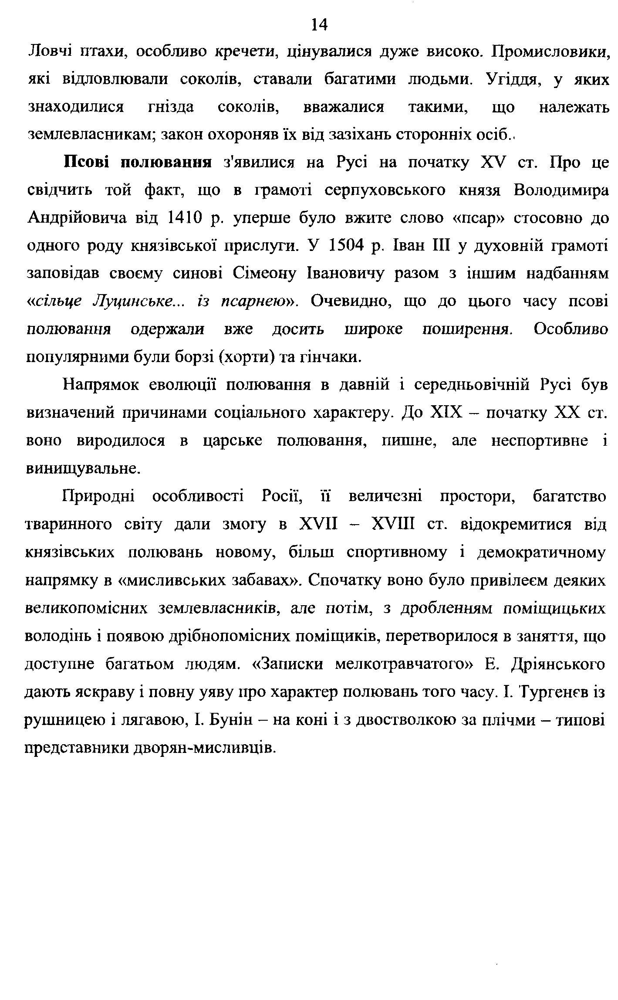 14
Ловчі птахи, особливо кречети, цінувалися дуже високо. Промисловики,
які відловлювали соколів, ставали багатими людьми. Угіддя, у яких
знаходилися гнізда соколів, вважалися такими, що належать
землевласникам; закон охороняв їх від зазіхань сторонніх осіб..
Псові полювання з'явилися на Русі на початку XV ст. Про це
свідчить той факт, що в грамоті серпуховського князя Володимира
Андрійовича від 1410 р. уперше було вжите слово «псар» стосовно до
одного роду князівської прислуги. У 1504 р. Іван III у духовній грамоті
заповідав своєму синові Сімеону Івановичу разом з іншим надбанням
«сільце Луцинське... із псарнею». Очевидно, що до цього часу псові
полювання одержали вже досить широке поширення. Особливо
популярними були борзі (хорти) та гінчаки.
Напрямок еволюції полювання в давній і середньовічній Русі був
визначений причинами соціального характеру. До XIX – початку XX ст.
воно виродилося в царське полювання, пишне, але неспортивне і
винищувальне.
Природні особливості Росії, її величезні простори, багатство
тваринного світу дали змогу в XVII – XVIII ст. відокремитися від
князівських полювань новому, більш спортивному і демократичному
напрямку в «мисливських забавах». Спочатку воно було привілеєм деяких
великопомісних землевласників, але потім, з дробленням поміщицьких
володінь і появою дрібнопомісних поміщиків, перетворилося в заняття, що
доступне багатьом людям. «Записки мелкотравчатого» Е. Дріянського
дають яскраву і повну уяву про характер полювань того часу. І. Тургенєв із
рушницею і лягавою, І. Бунін – на коні і з двостволкою за плічми – типові
представники дворян-мисливців.